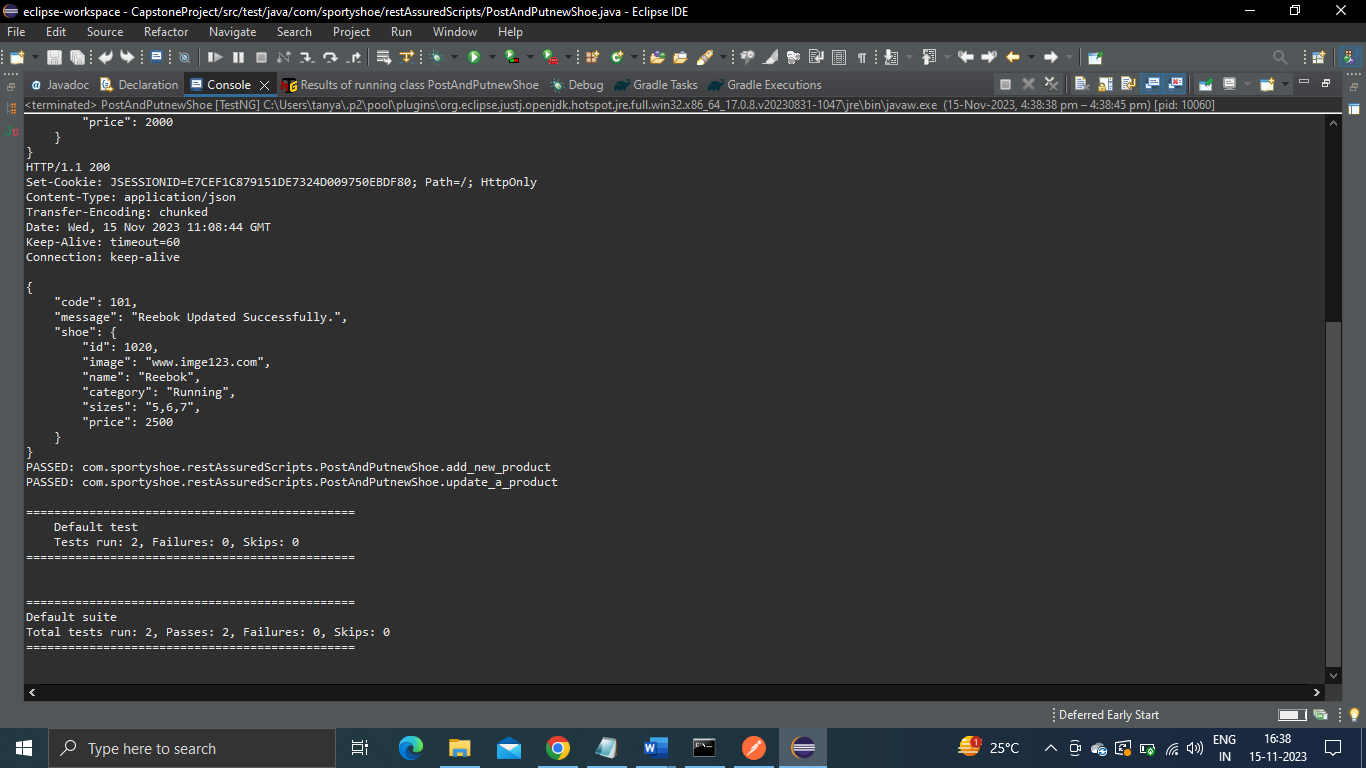 eclipse-workspace - CapstoneProject/src/test/java/com/sportyshoe/restAssuredScripts/PostAndPutnewShoe.java - Eclipse IDE
File Edit Source Refactor Navigate Search Project Run Window Help
@ Javadoc Declaration Console Results of running class PostAndPutnewShoe Debug Gradle Tasks Gradle Executions
<terminated> PostAndPutnewShoe [TestNG] C:\Users\tanya\.p2\pool\plugins\org.eclipse.justj.openjdk.hotspot.jre.full.win32.x86_64_17.0.8.v20230831-1047\jre\bin\javaw.exe (15-Nov-2023, 4:38:38 pm – 4:38:45 pm) [pid: 10060]
"price": 2000
}
}
HTTP/1.1 200
Set-Cookie: JSESSIONID=E7CEF1C879151DE7324D009750EBDF80; Path=/; HttpOnly
Content-Type: application/json
Transfer-Encoding: chunked
Date: Wed, 15 Nov 2023 11:08:44 GMT
Keep-Alive: timeout=60
Connection: keep-alive
{
"code": 101,
"message": "Reebok Updated Successfully.",
"shoe": {
"id": 1020,
"image": "www.imge123.com",
"name": "Reebok",
"category": "Running",
"sizes": "5,6,7",
"price": 2500
}
}
PASSED: com.sportyshoe.restAssuredScripts.PostAndPutnewShoe.add_new_product
PASSED: com.sportyshoe.restAssuredScripts.PostAndPutnewShoe.update_a_product
===============================================
Default test
Tests run: 2, Failures: 0, Skips: 0
===============================================
===============================================
Default suite
Total tests run: 2, Passes: 2, Failures: 0, Skips: 0
===============================================
Deferred Early Start
Type here to search
25°C
ENG
IN
16:38
15-11-2023